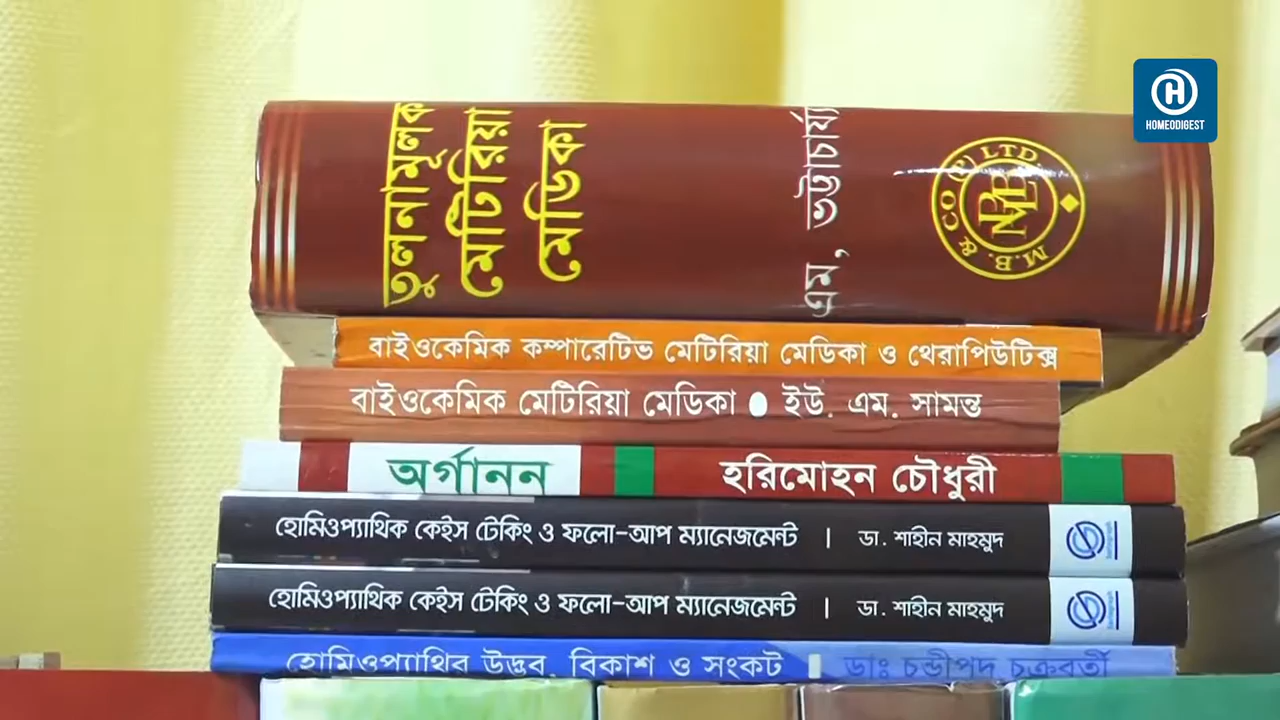 HOMEODIGEST
তুলনামূলক
মেটিরিয়া
মেডিকা
এম, ভট্টাচার্য্য
M.B. & CO (P) LTD
বাইওকেমিক কম্পারেটিভ মেটিরিয়া মেডিকা ও থেরাপিউটিক্স
বাইওকেমিক মেটিরিয়া মেডিকা ● ইউ. এম. সামন্ত
অর্গানন হরিমোহন চৌধুরী
হোমিওপ্যাথিক কেইস টেকিং ও ফলো-আপ ম্যানেজমেন্ট | ডা. শাহীন মাহমুদ
হোমিওপ্যাথিক কেইস টেকিং ও ফলো-আপ ম্যানেজমেন্ট | ডা. শাহীন মাহমুদ
হোমিওপ্যাথির উদ্ভব, বিকাশ ও সংকট | ডাঃ চন্ডীপদ চক্রবর্তী